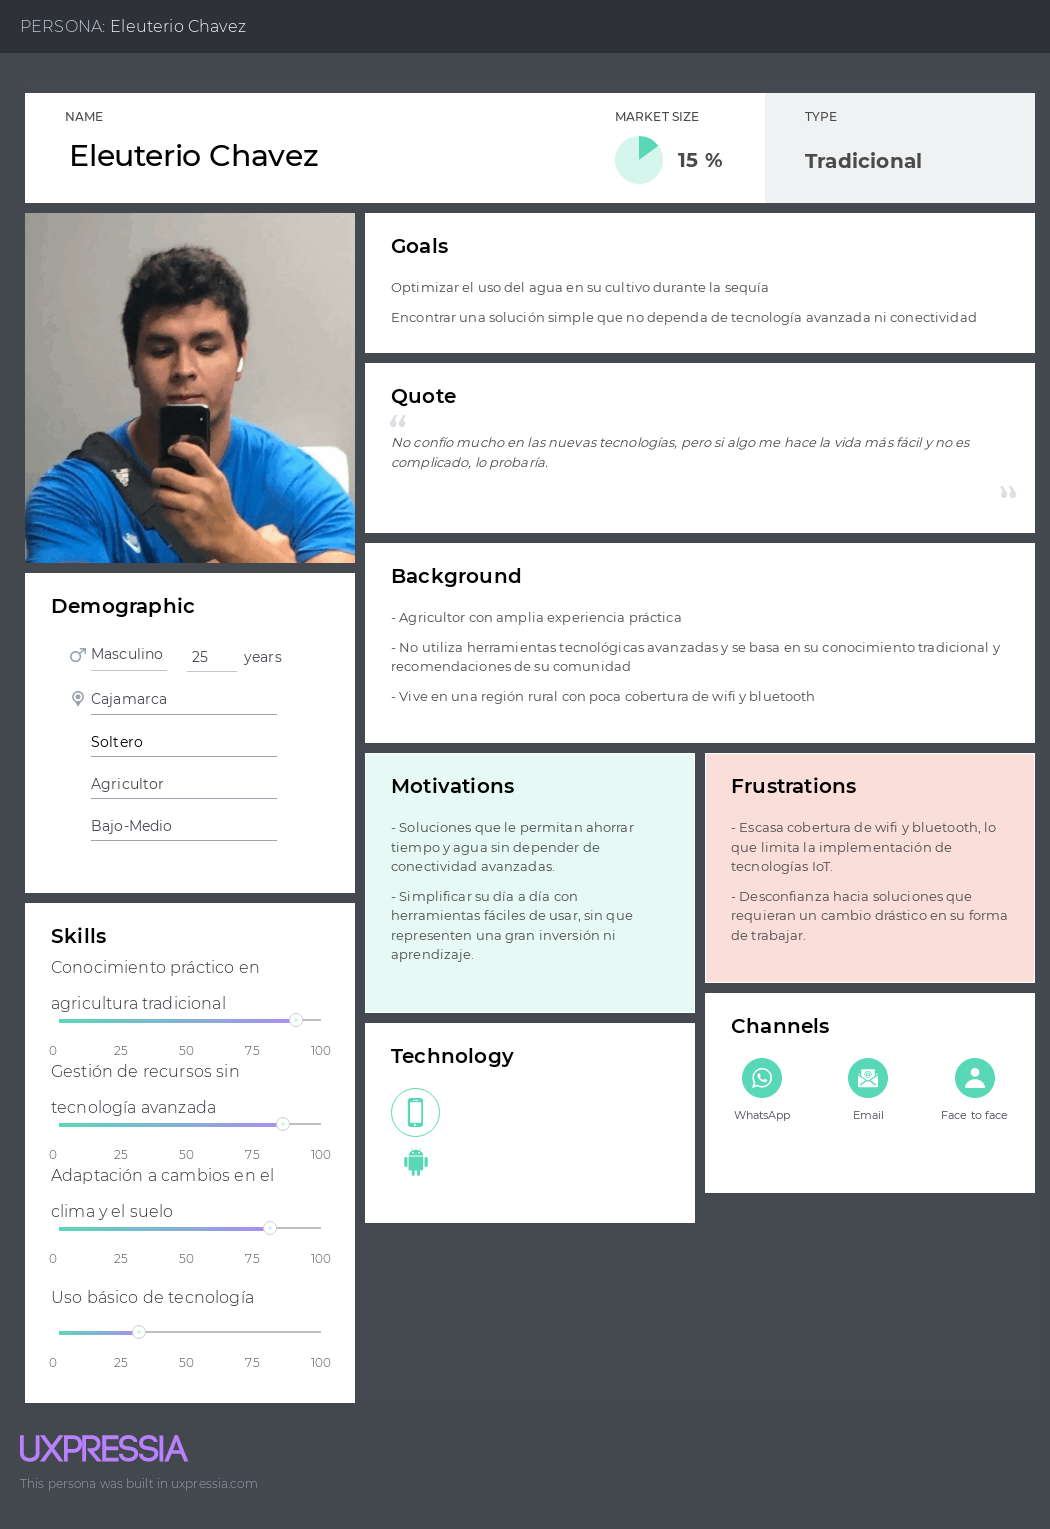 PERSONA: Eleuterio Chavez
NAME
Eleuterio Chavez
MARKET SIZE
15 %
TYPE
Tradicional
Goals
Optimizar el uso del agua en su cultivo durante la sequía
Encontrar una solución simple que no dependa de tecnología avanzada ni conectividad
Quote
“
No confío mucho en las nuevas tecnologías, pero si algo me hace la vida más fácil y no es
complicado, lo probaría.
”
Background
- Agricultor con amplia experiencia práctica
- No utiliza herramientas tecnológicas avanzadas y se basa en su conocimiento tradicional y
recomendaciones de su comunidad
- Vive en una región rural con poca cobertura de wifi y bluetooth
Demographic
Masculino 25 years
Cajamarca
Soltero
Agricultor
Bajo-Medio
Motivations
- Soluciones que le permitan ahorrar
tiempo y agua sin depender de
conectividad avanzadas.
- Simplificar su día a día con
herramientas fáciles de usar, sin que
representen una gran inversión ni
aprendizaje.
Frustrations
- Escasa cobertura de wifi y bluetooth, lo
que limita la implementación de
tecnologías IoT.
- Desconfianza hacia soluciones que
requieran un cambio drástico en su forma
de trabajar.
Skills
Conocimiento práctico en
agricultura tradicional
0 25 50 75 100
Gestión de recursos sin
tecnología avanzada
0 25 50 75 100
Adaptación a cambios en el
clima y el suelo
0 25 50 75 100
Uso básico de tecnología
0 25 50 75 100
Technology
Channels
WhatsApp Email Face to face
UXPRESSIA
This persona was built in uxpressia.com